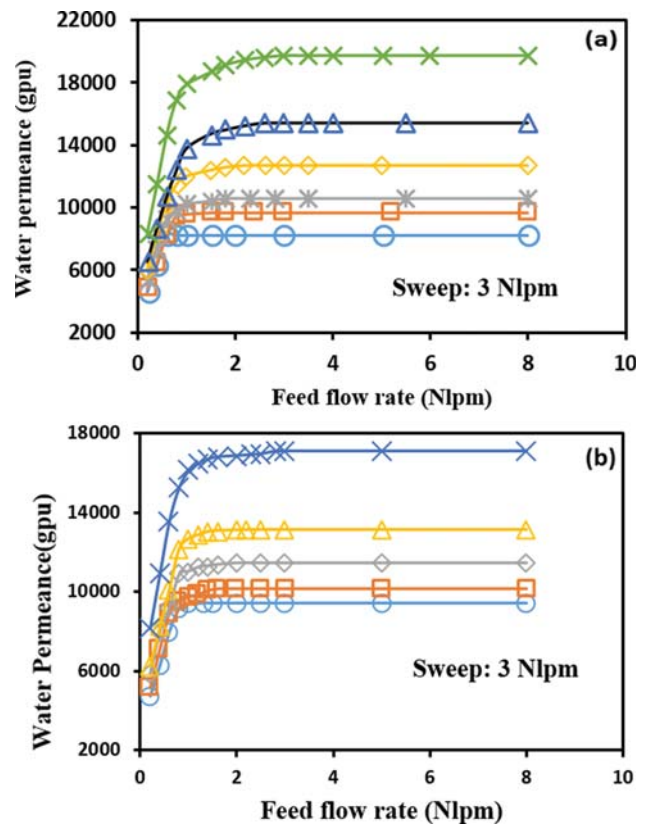 22000
(a)
18000
14000
10000
6000
2000
Water permeance (gpu)
Sweep: 3 Nlpm
0 2 4 6 8 10
Feed flow rate (Nlpm)
18000
(b)
14000
10000
6000
2000
Water Permeance(gpu)
Sweep: 3 Nlpm
0 2 4 6 8 10
Feed flow rate (Nlpm)